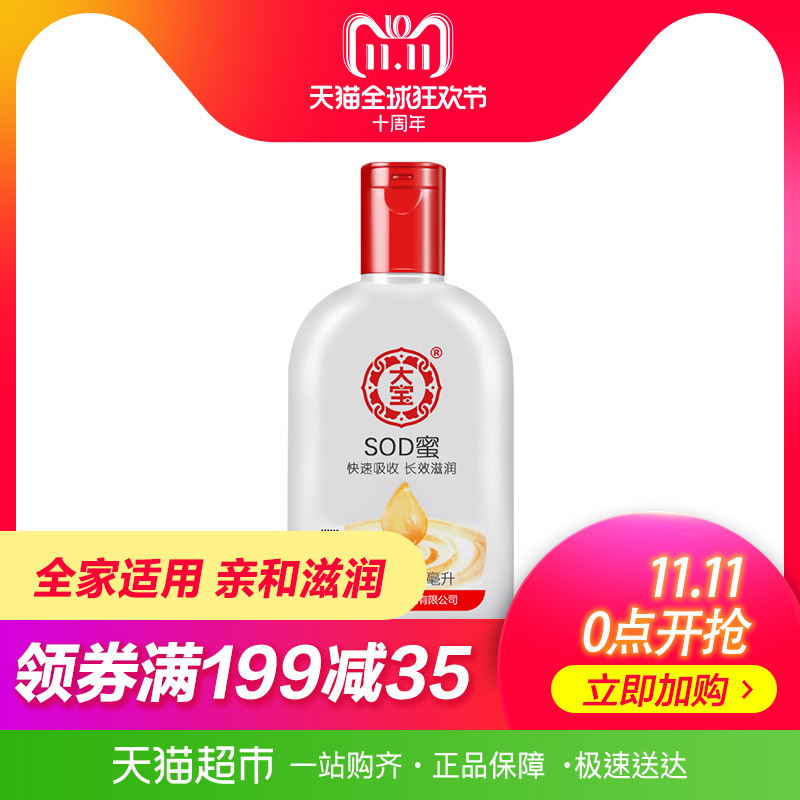 10
11.11
天猫全球狂欢节
十周年
大宝
®
SOD蜜
快速吸收 长效滋润
毫升
有限公司
全家适用 亲和滋润
领券满199减35
11.11
0点开抢
立即加购 >
天猫超市 一站购齐·正品保障 ·极速送达